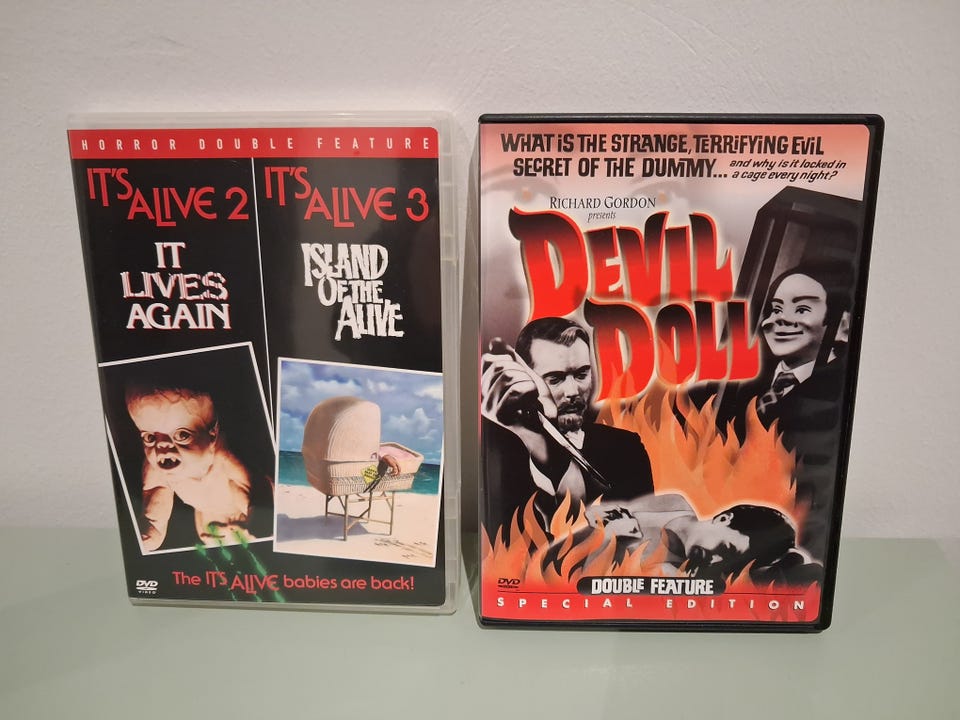 HORROR DOUBLE FEATURE
IT'S ALIVE 2
IT LIVES AGAIN
IT'S ALIVE 3
ISLAND OF THE ALIVE
The IT'S ALIVE babies are back!
DVD
VIDEO
WHAT iS THE STRANGE, TERRiFYiNG EViL
SECRET OF THE DUMMY... and why is it locked in
a cage every night?
RICHARD GORDON
presents
DEVIL
DOLL
DVD
DOUBLE FEATURE
SPECIAL EDITION